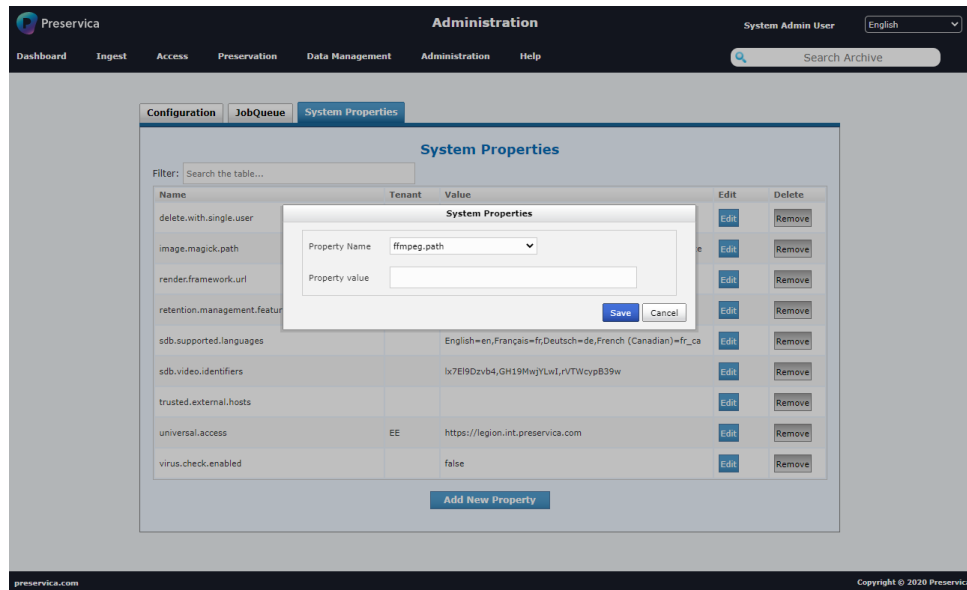 Preservica Administration System Admin User English
Dashboard Ingest Access Preservation Data Management Administration Help Search Archive
Configuration JobQueue System Properties
System Properties
Filter: Search the table...
Name Tenant Value Edit Delete
delete.with.single.user Edit Remove
System Properties
image.magick.path Edit Remove
Property Name ffmpeg.path
render.framework.url Edit Remove
Property value
retention.management.featur Edit Remove
Save Cancel
sdb.supported.languages English=en,Français=fr,Deutsch=de,French (Canadian)=fr_ca Edit Remove
sdb.video.identifiers Edit Remove
trusted.external.hosts Edit Remove
universal.access EE https://legion.int.preservica.com Edit Remove
virus.check.enabled false Edit Remove
Add New Property
preservica.com Copyright © 2020 Preservic